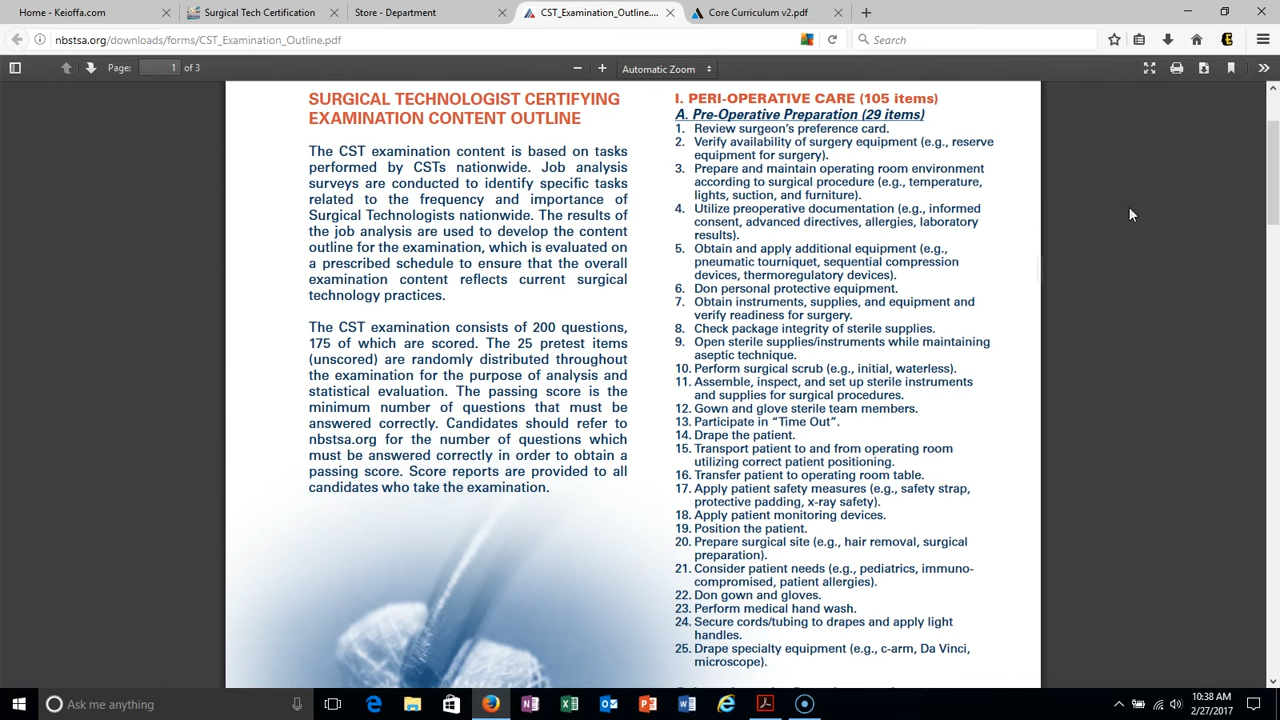 Home - Keioffa.com
Surgical Tech Certification
Store - Department
CST_Examination_Outline....
Core Curriculum v2.pdf
nbstsa.org/downloads/forms/CST_Examination_Outline.pdf
Search
Page: 1 of 3
Automatic Zoom
SURGICAL TECHNOLOGIST CERTIFYING
EXAMINATION CONTENT OUTLINE
The CST examination content is based on tasks
performed by CSTs nationwide. Job analysis
surveys are conducted to identify specific tasks
related to the frequency and importance of
Surgical Technologists nationwide. The results of
the job analysis are used to develop the content
outline for the examination, which is evaluated on
a prescribed schedule to ensure that the overall
examination content reflects current surgical
technology practices.
The CST examination consists of 200 questions,
175 of which are scored. The 25 pretest items
(unscored) are randomly distributed throughout
the examination for the purpose of analysis and
statistical evaluation. The passing score is the
minimum number of questions that must be
answered correctly. Candidates should refer to
nbstsa.org for the number of questions which
must be answered correctly in order to obtain a
passing score. Score reports are provided to all
candidates who take the examination.
I. PERI-OPERATIVE CARE (105 items)
A. Pre-Operative Preparation (29 items)
1. Review surgeon's preference card.
2. Verify availability of surgery equipment (e.g., reserve
equipment for surgery).
3. Prepare and maintain operating room environment
according to surgical procedure (e.g., temperature,
lights, suction, and furniture).
4. Utilize preoperative documentation (e.g., informed
consent, advanced directives, allergies, laboratory
results).
5. Obtain and apply additional equipment (e.g.,
pneumatic tourniquet, sequential compression
devices, thermoregulatory devices).
6. Don personal protective equipment.
7. Obtain instruments, supplies, and equipment and
verify readiness for surgery.
8. Check package integrity of sterile supplies.
9. Open sterile supplies/instruments while maintaining
aseptic technique.
10. Perform surgical scrub (e.g., initial, waterless).
11. Assemble, inspect, and set up sterile instruments
and supplies for surgical procedures.
12. Gown and glove sterile team members.
13. Participate in “Time Out”.
14. Drape the patient.
15. Transport patient to and from operating room
utilizing correct patient positioning.
16. Transfer patient to operating room table.
17. Apply patient safety measures (e.g., safety strap,
protective padding, x-ray safety).
18. Apply patient monitoring devices.
19. Position the patient.
20. Prepare surgical site (e.g., hair removal, surgical
preparation).
21. Consider patient needs (e.g., pediatrics, immuno-
compromised, patient allergies).
22. Don gown and gloves.
23. Perform medical hand wash.
24. Secure cords/tubing to drapes and apply light
handles.
25. Drape specialty equipment (e.g., c-arm, Da Vinci,
microscope).
Ask me anything
10:38 AM
2/27/2017